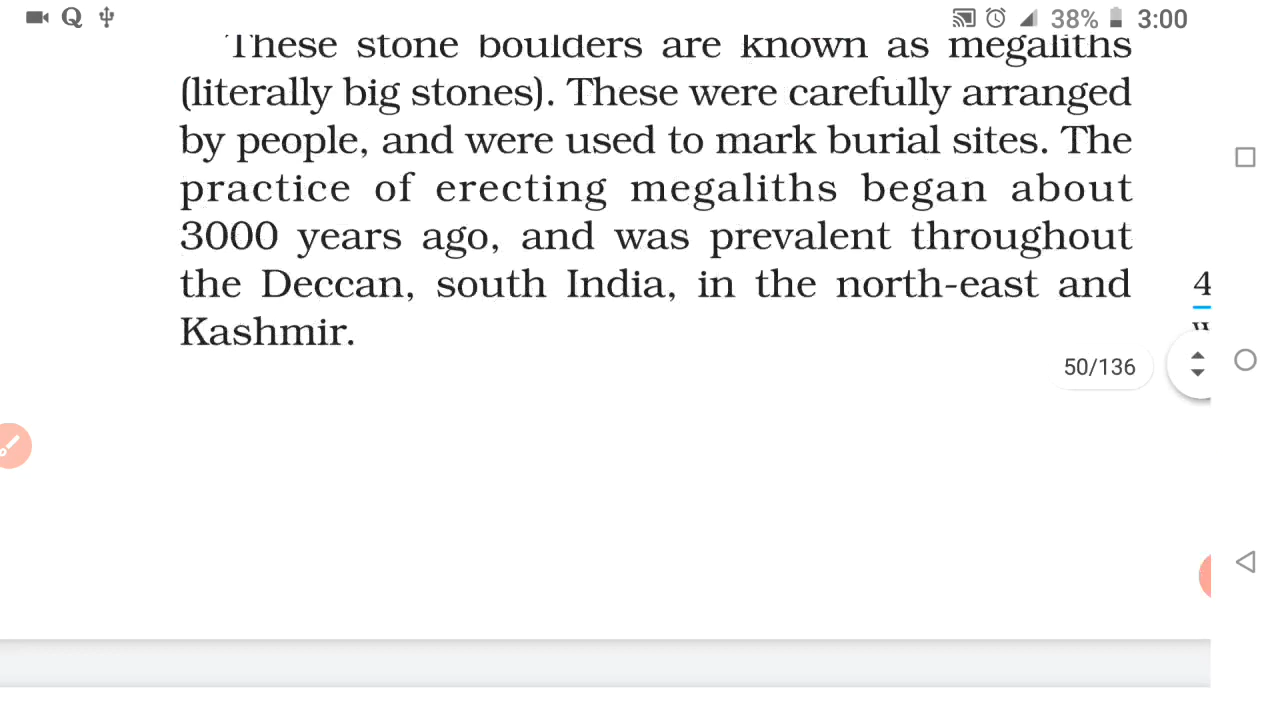 Q 38% 3:00
These stone boulders are known as megaliths
(literally big stones). These were carefully arranged
by people, and were used to mark burial sites. The
practice of erecting megaliths began about
3000 years ago, and was prevalent throughout
the Deccan, south India, in the north-east and
Kashmir.
4
50/136